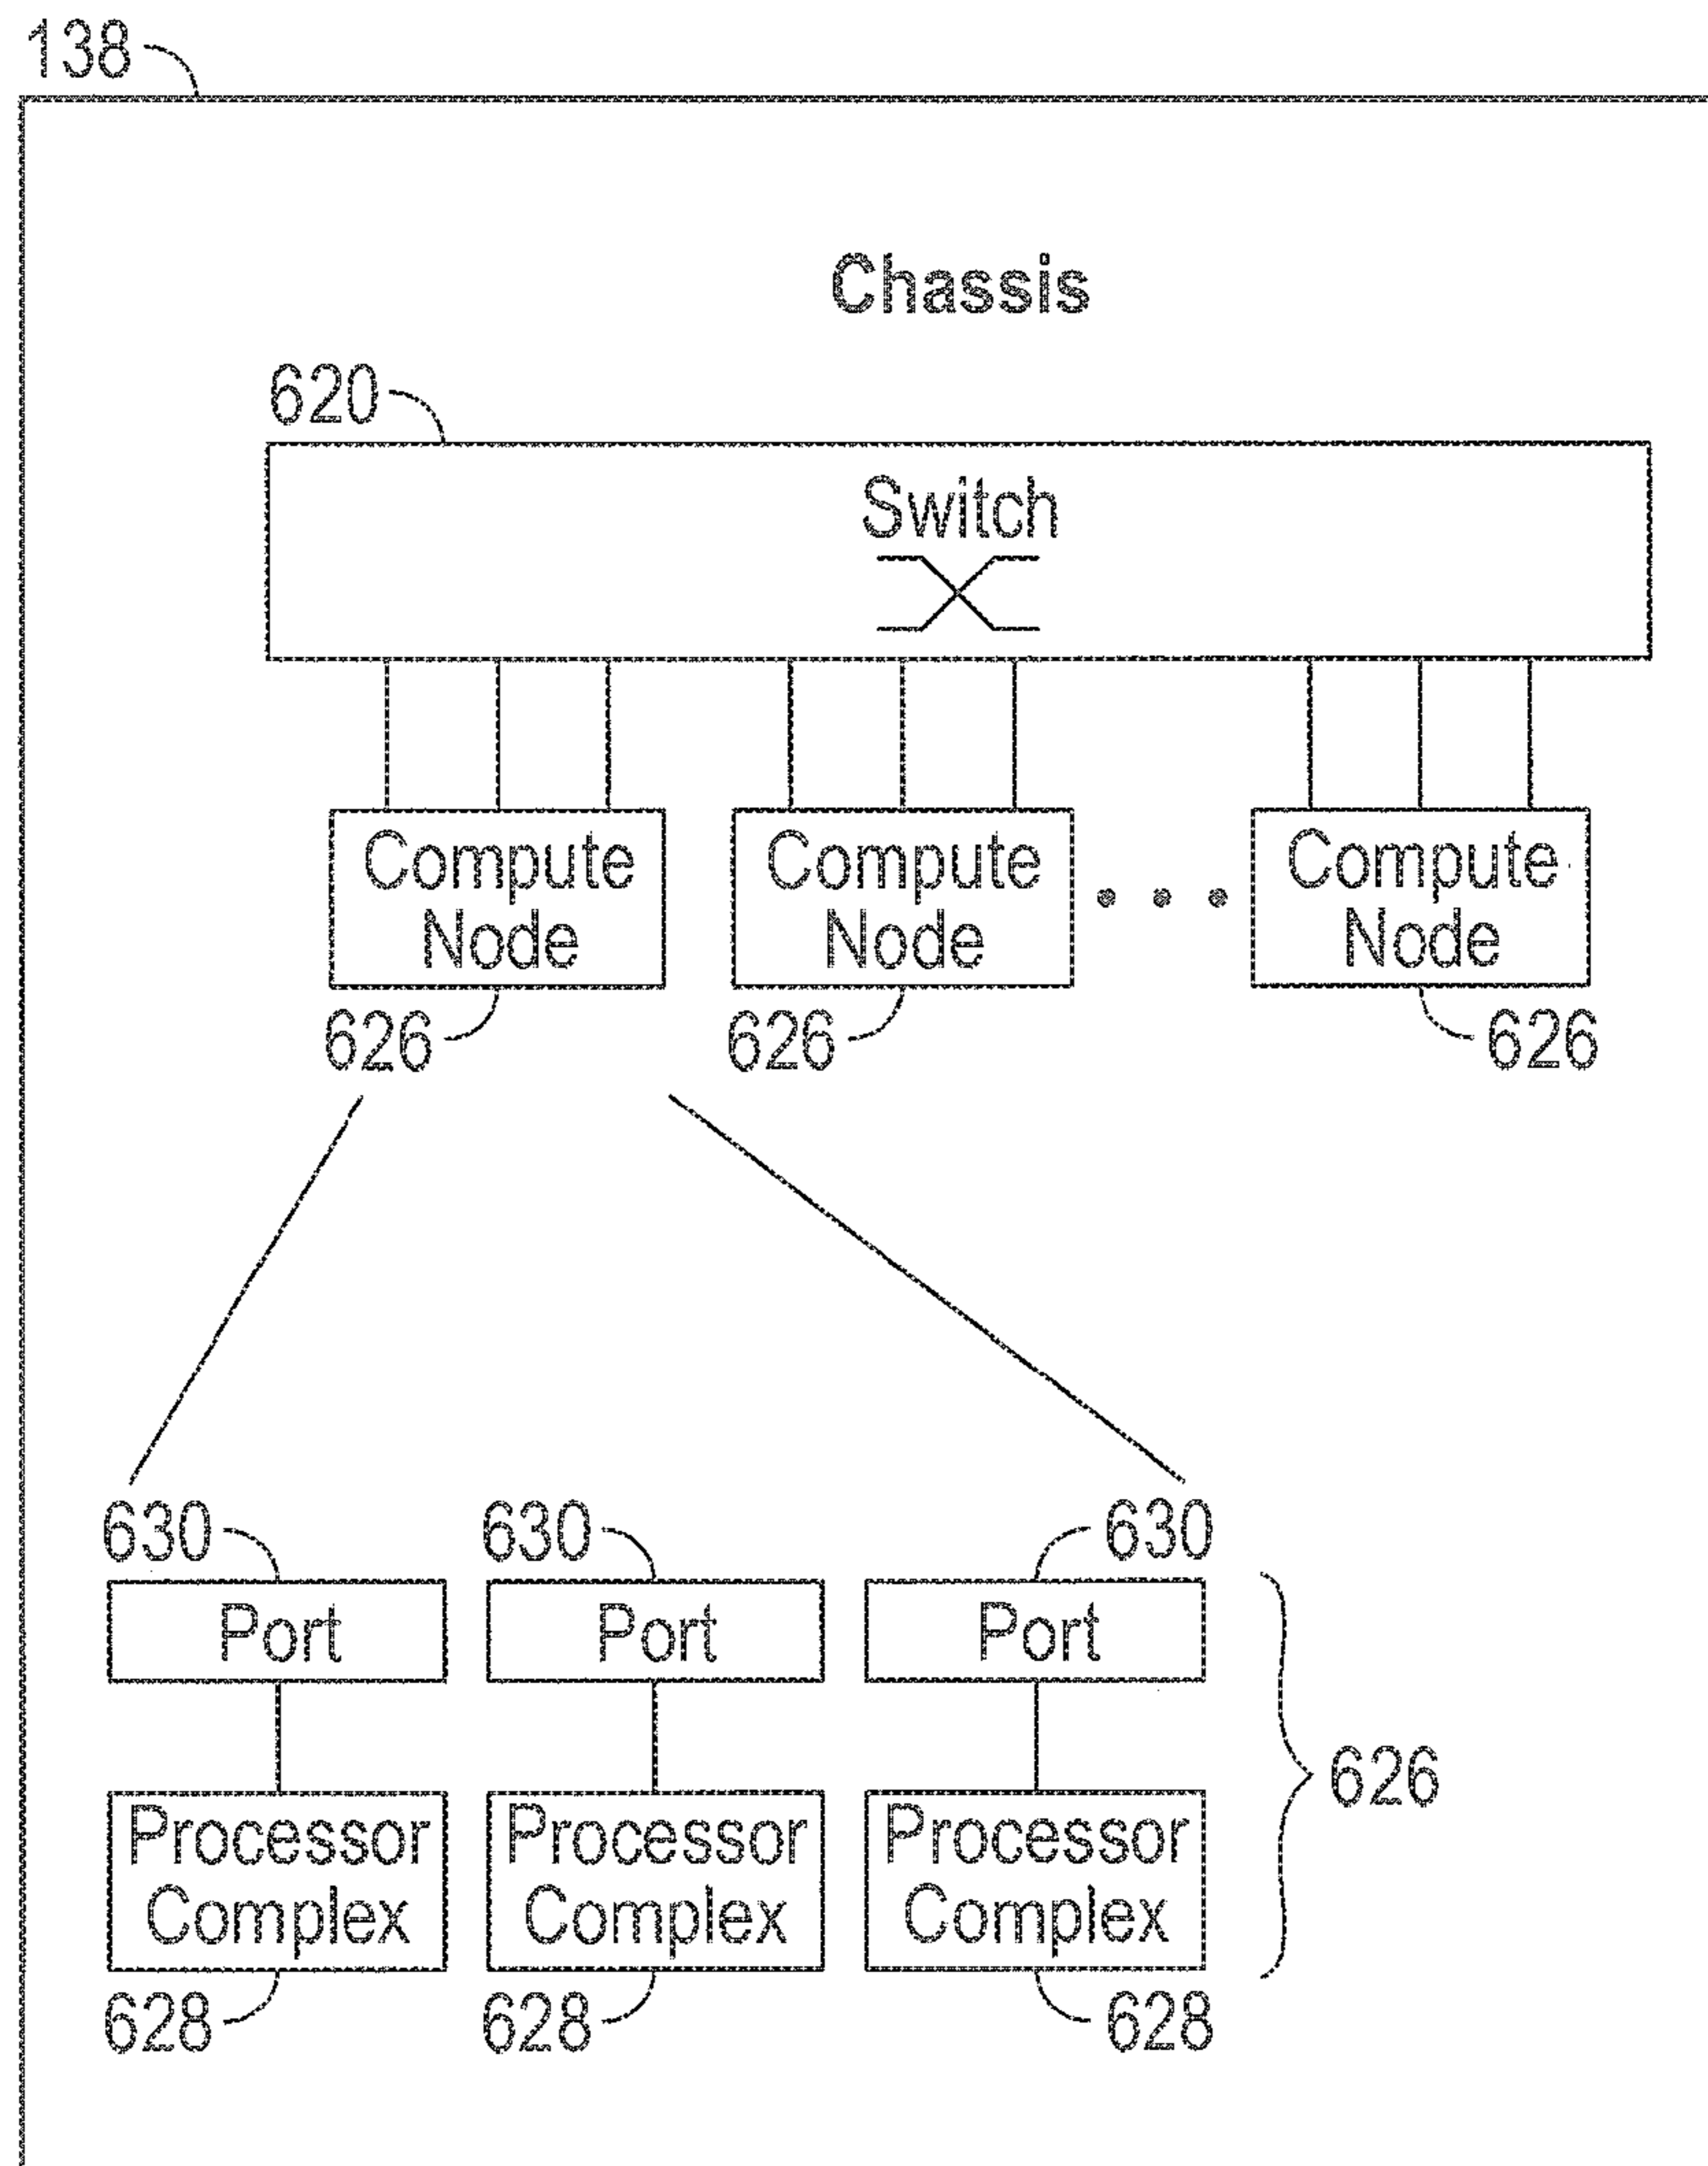 138
Chassis
620
Switch
Compute Node
Compute Node
Compute Node
626
626
626
630
630
630
Port
Port
Port
626
Processor Complex
Processor Complex
Processor Complex
628
628
628